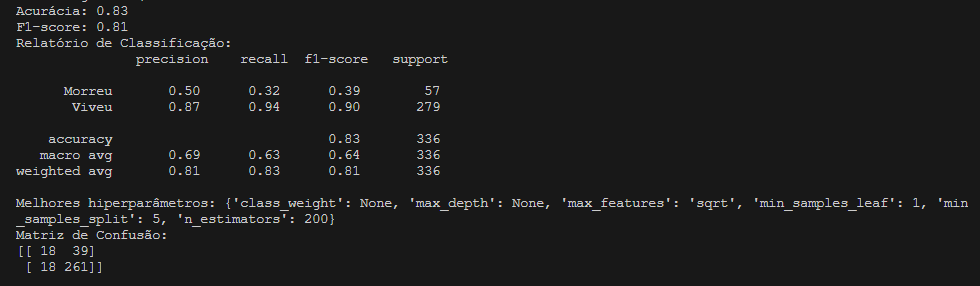 Acurácia: 0.83
F1-score: 0.81
Relatório de Classificação:
precision recall f1-score support
Morreu 0.50 0.32 0.39 57
Viveu 0.87 0.94 0.90 279
accuracy 0.83 336
macro avg 0.69 0.63 0.64 336
weighted avg 0.81 0.83 0.81 336
Melhores hiperparâmetros: {'class_weight': None, 'max_depth': None, 'max_features': 'sqrt', 'min_samples_leaf': 1, 'min
_samples_split': 5, 'n_estimators': 200}
Matriz de Confusão:
[[ 18 39]
[ 18 261]]